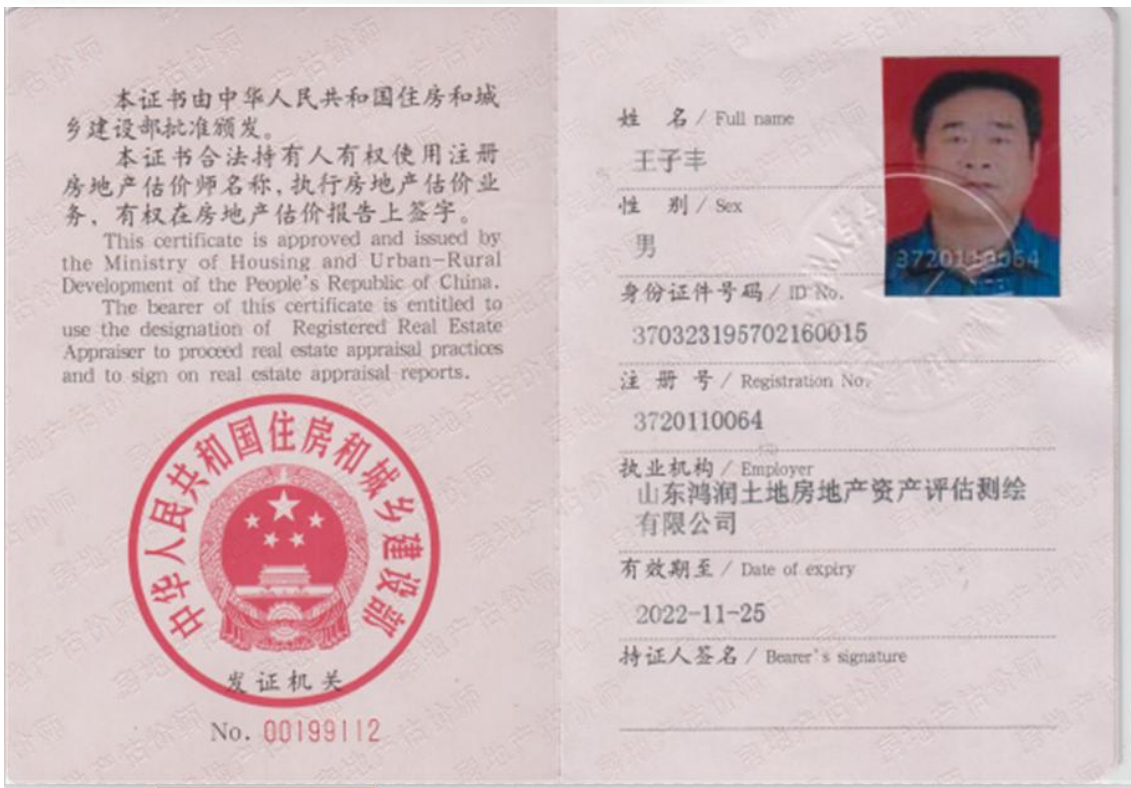 本证书由中华人民共和国住房和城
乡建设部批准颁发。
本证书合法持有人有权使用注册
房地产估价师名称，执行房地产估价业
务，有权在房地产估价报告上签字。
This certificate is approved and issued by
the Ministry of Housing and Urban-Rural
Development of the People's Republic of China.
The bearer of this certificate is entitled to
use the designation of Registered Real Estate
Appraiser to proceed real estate appraisal practices
and to sign on real estate appraisal reports.
中华人民共和国住房和城乡建设部
发证机关
No. 00199112
姓 名 / Full name
王子丰
性 别 / Sex
男
身份证件号码 / ID No.
370323195702160015
注 册 号 / Registration No.
3720110064
执业机构 / Employer
山东鸿润土地房地产资产评估测绘
有限公司
有效期至 / Date of expiry
2022-11-25
持证人签名 / Bearer's signature
3720110064